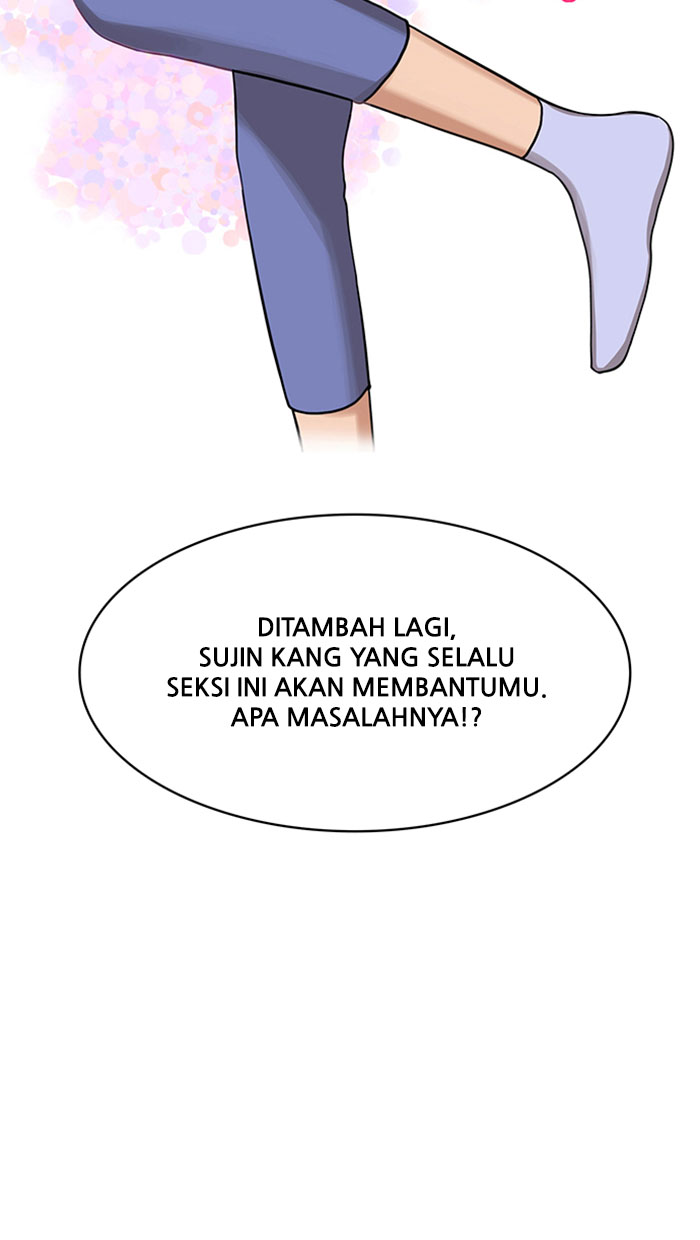 DITAMBAH LAGI,
SUJIN KANG YANG SELALU
SEKSI INI AKAN MEMBANTUMU.
APA MASALAHNYA!?